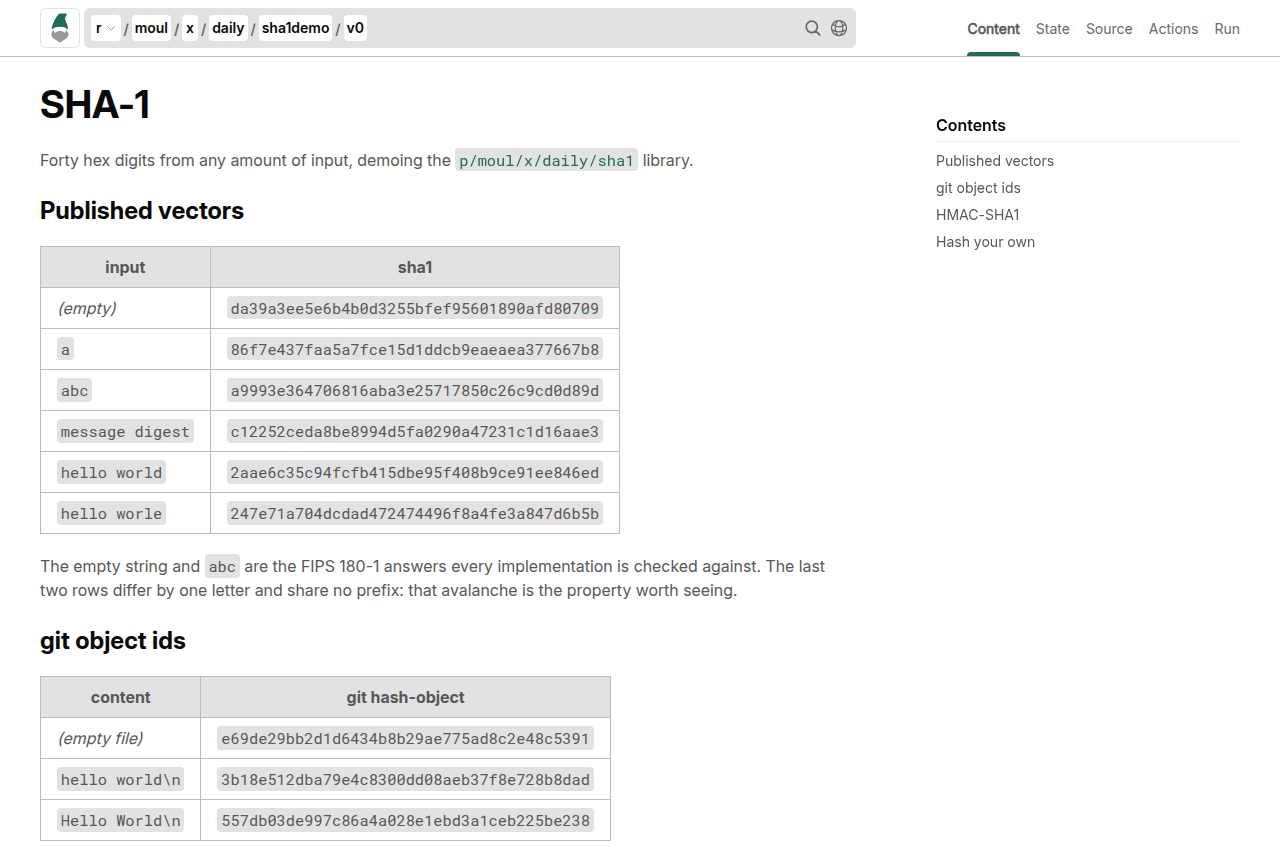 r / moul / x / daily / sha1demo / v0
Content State Source Actions Run
SHA-1
Forty hex digits from any amount of input, demoing the p/moul/x/daily/sha1 library.
Contents
Published vectors
git object ids
HMAC-SHA1
Hash your own
Published vectors
input sha1
(empty) da39a3ee5e6b4b0d3255bfef95601890afd80709
a 86f7e437faa5a7fce15d1ddcb9eaeaea377667b8
abc a9993e364706816aba3e25717850c26c9cd0d89d
message digest c12252ceda8be8994d5fa0290a47231c1d16aae3
hello world 2aae6c35c94fcfb415dbe95f408b9ce91ee846ed
hello worle 247e71a704dcdad472474496f8a4fe3a847d6b5b
The empty string and abc are the FIPS 180-1 answers every implementation is checked against. The last
two rows differ by one letter and share no prefix: that avalanche is the property worth seeing.
git object ids
content git hash-object
(empty file) e69de29bb2d1d6434b8b29ae775ad8c2e48c5391
hello world\n 3b18e512dba79e4c8300dd08aeb37f8e728b8dad
Hello World\n 557db03de997c86a4a028e1ebd3a1ceb225be238